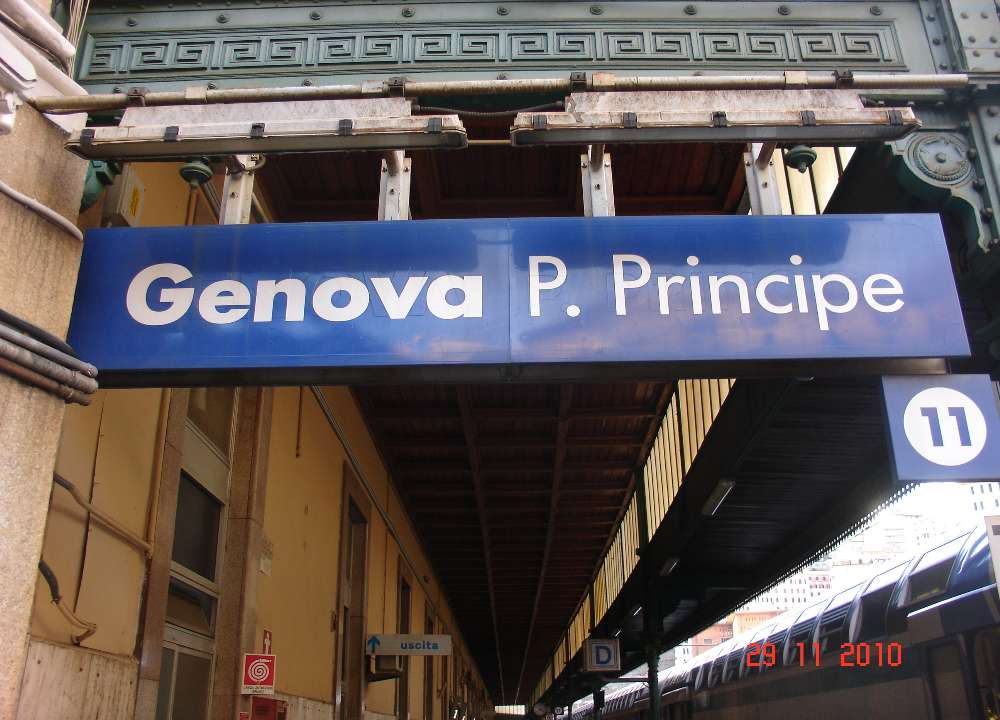 Genova P. Principe
11
uscita
D
29 11 2010